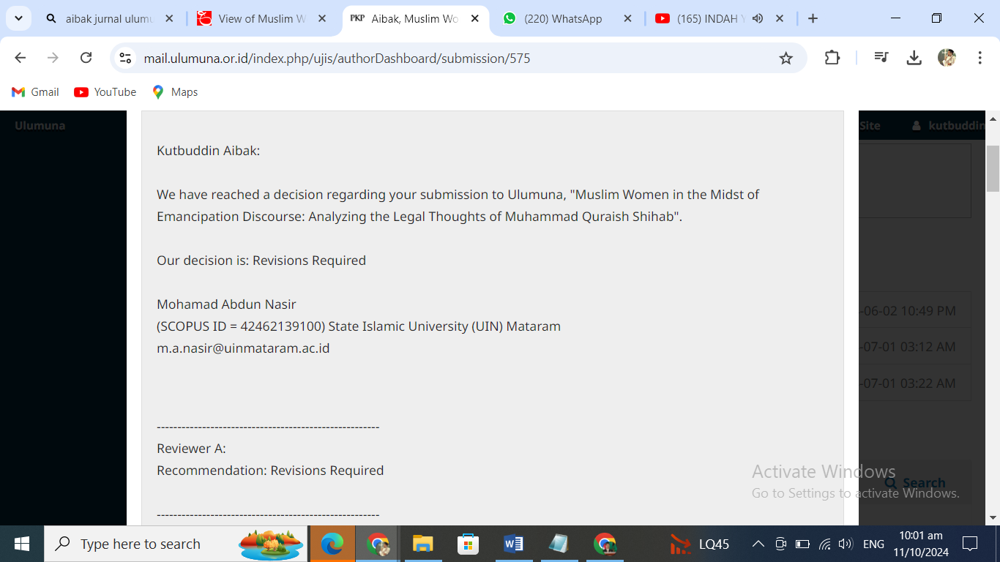 aibak jurnal ulumu
View of Muslim W
PKP Aibak, Muslim Wo
(220) WhatsApp
(165) INDAH Y
mail.ulumuna.or.id/index.php/ujis/authorDashboard/submission/575
Gmail
YouTube
Maps
Ulumuna
Site
kutbuddin
Kutbuddin Aibak:
We have reached a decision regarding your submission to Ulumuna, "Muslim Women in the Midst of
Emancipation Discourse: Analyzing the Legal Thoughts of Muhammad Quraish Shihab".
Our decision is: Revisions Required
Mohamad Abdun Nasir
(SCOPUS ID = 42462139100) State Islamic University (UIN) Mataram
m.a.nasir@uinmataram.ac.id
-06-02 10:49 PM
-07-01 03:12 AM
-07-01 03:22 AM
------------------------------------------------------
Reviewer A:
Recommendation: Revisions Required
------------------------------------------------------
Search
Activate Windows
Go to Settings to activate Windows.
Type here to search
LQ45
ENG
10:01 am
11/10/2024